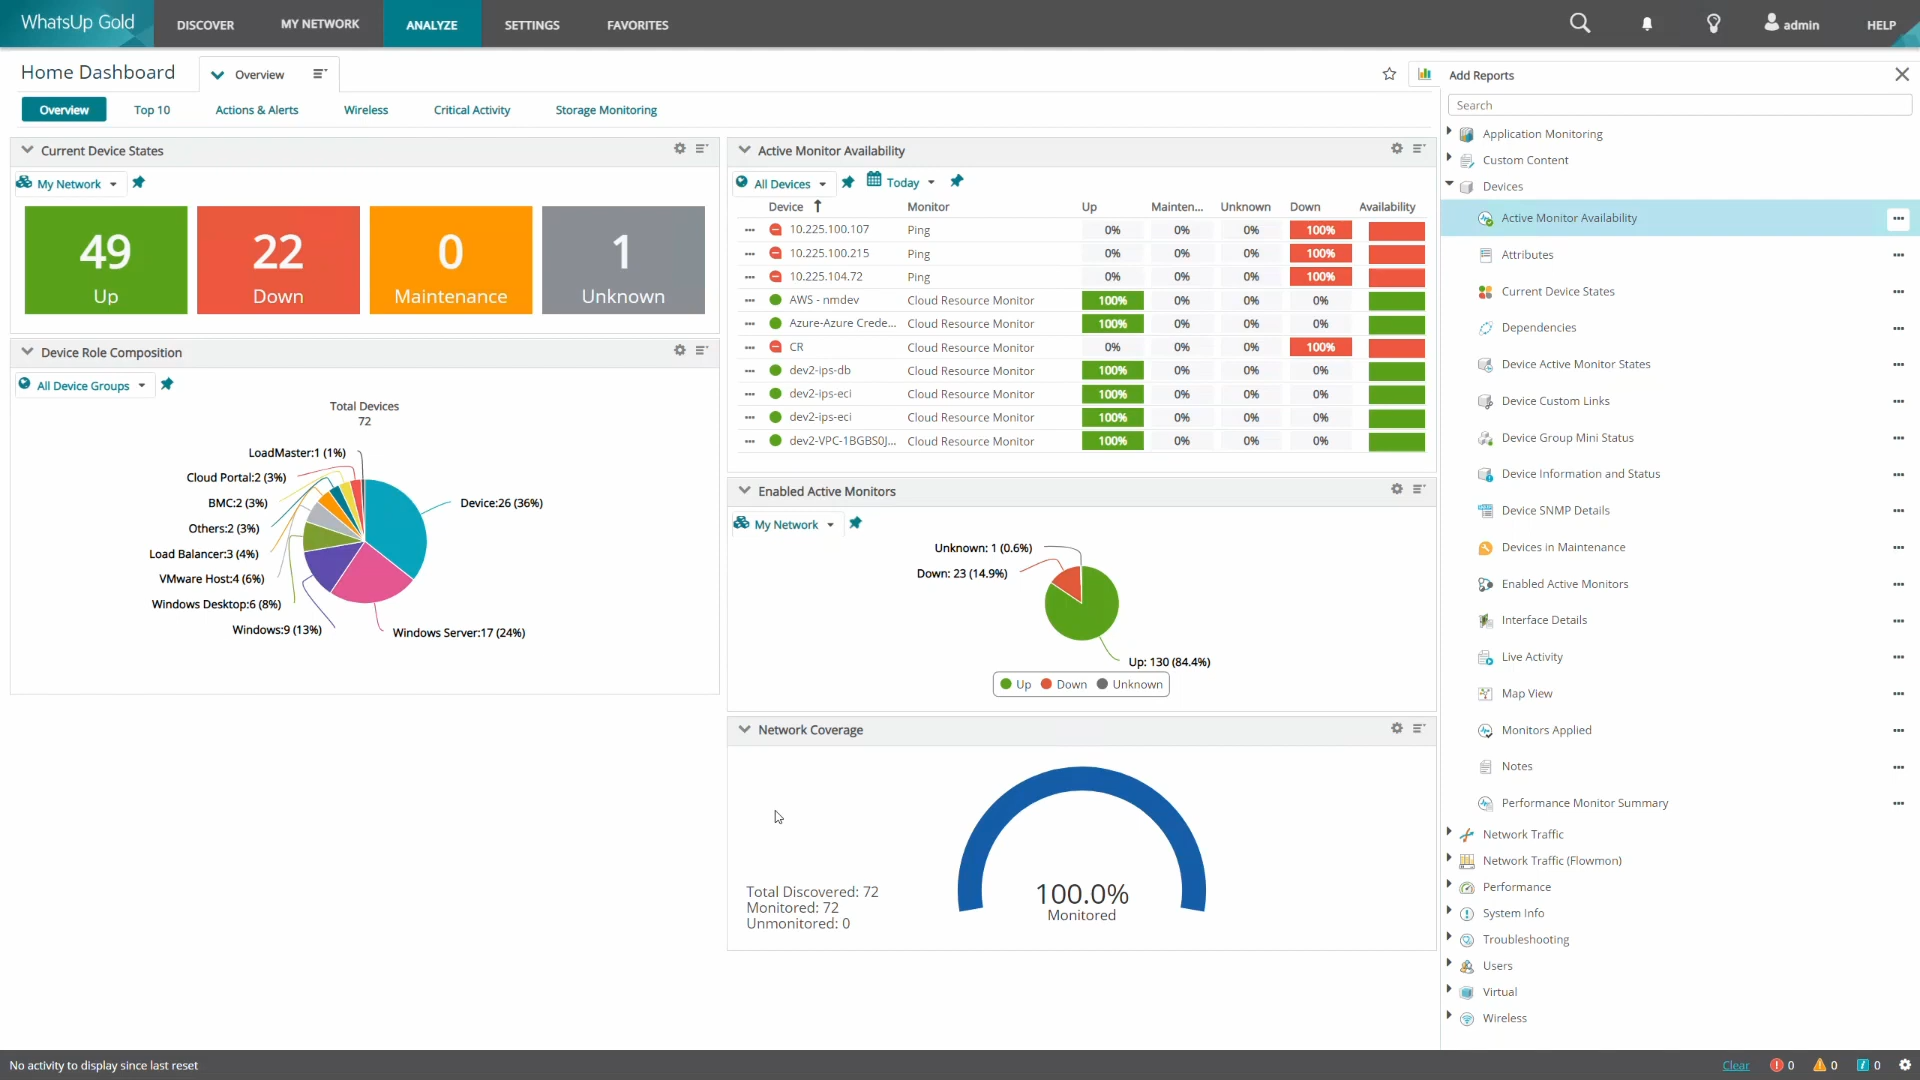 WhatsUp Gold
DISCOVER
MY NETWORK
ANALYZE
SETTINGS
FAVORITES
admin
HELP
Home Dashboard
Overview
Overview
Top 10
Actions & Alerts
Wireless
Critical Activity
Storage Monitoring
Current Device States
My Network
49
Up
22
Down
0
Maintenance
1
Unknown
Device Role Composition
All Device Groups
Total Devices
72
LoadMaster:1 (1%)
Cloud Portal:2 (3%)
BMC:2 (3%)
Others:2 (3%)
Load Balancer:3 (4%)
VMware Host:4 (6%)
Windows Desktop:6 (8%)
Windows:9 (13%)
Device:26 (36%)
Windows Server:17 (24%)
Active Monitor Availability
All Devices
Today
Device Monitor Up Mainten... Unknown Down Availability
10.225.100.107 Ping 0% 0% 0% 100%
10.225.100.215 Ping 0% 0% 0% 100%
10.225.104.72 Ping 0% 0% 0% 100%
AWS - nmdev Cloud Resource Monitor 100% 0% 0% 0%
Azure-Azure Crede... Cloud Resource Monitor 100% 0% 0% 0%
CR Cloud Resource Monitor 0% 0% 0% 100%
dev2-ips-db Cloud Resource Monitor 100% 0% 0% 0%
dev2-ips-eci Cloud Resource Monitor 100% 0% 0% 0%
dev2-ips-eci Cloud Resource Monitor 100% 0% 0% 0%
dev2-VPC-1BGBS0J... Cloud Resource Monitor 100% 0% 0% 0%
Enabled Active Monitors
My Network
Unknown: 1 (0.6%)
Down: 23 (14.9%)
Up: 130 (84.4%)
Up Down Unknown
Network Coverage
Total Discovered: 72
Monitored: 72
Unmonitored: 0
100.0%
Monitored
Add Reports
Search
Application Monitoring
Custom Content
Devices
Active Monitor Availability
Attributes
Current Device States
Dependencies
Device Active Monitor States
Device Custom Links
Device Group Mini Status
Device Information and Status
Device SNMP Details
Devices in Maintenance
Enabled Active Monitors
Interface Details
Live Activity
Map View
Monitors Applied
Notes
Performance Monitor Summary
Network Traffic
Network Traffic (Flowmon)
Performance
System Info
Troubleshooting
Users
Virtual
Wireless
No activity to display since last reset
Clear
0
0
0